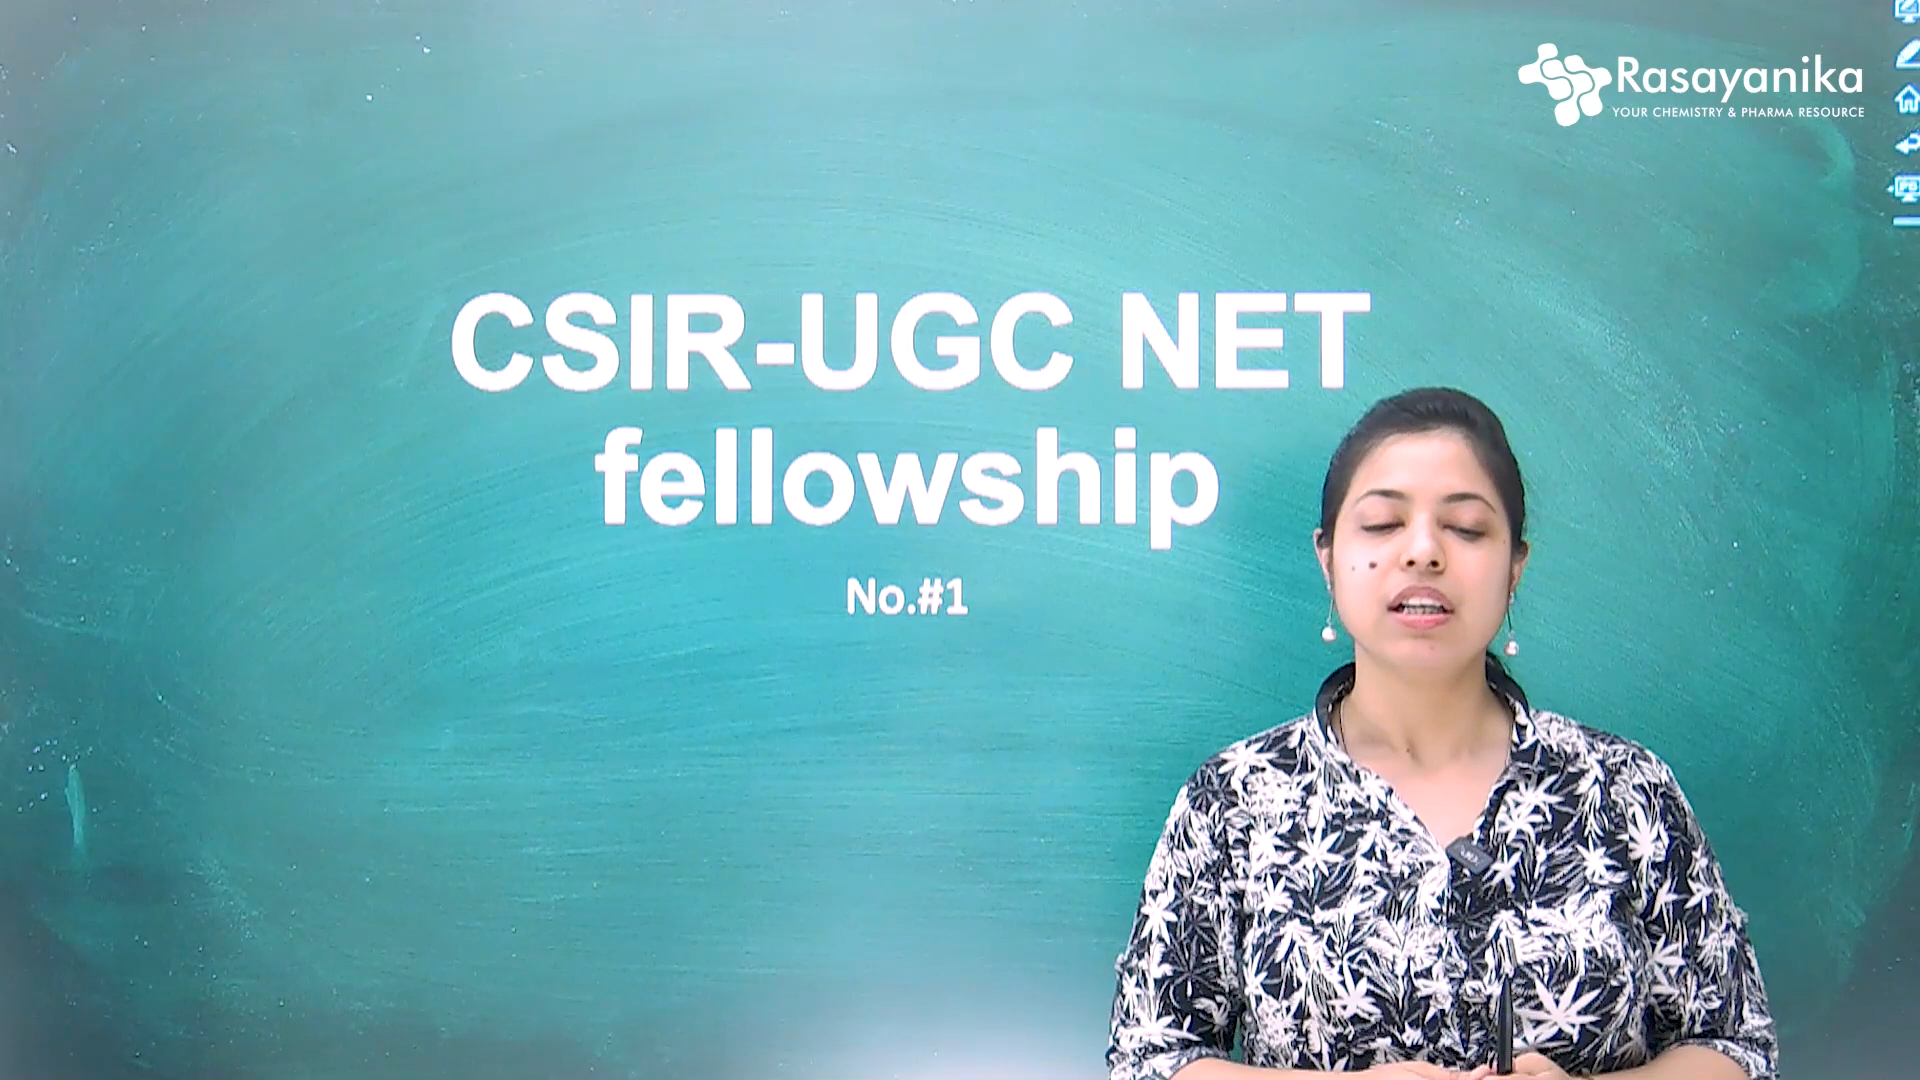 Rasayanika
YOUR CHEMISTRY & PHARMA RESOURCE
CSIR-UGC NET
fellowship
No.#1